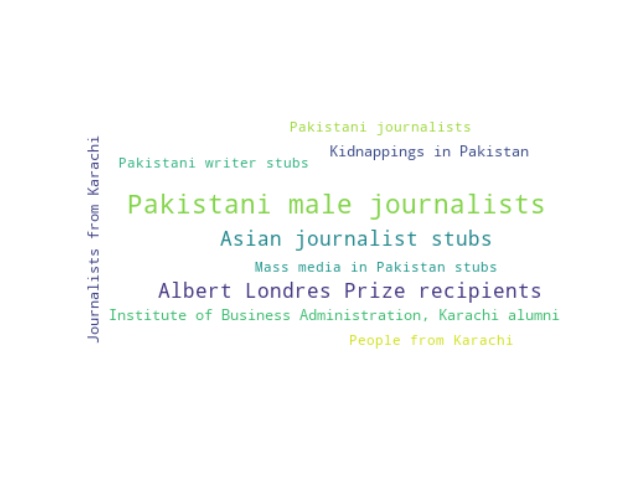 Pakistani journalists
Kidnappings in Pakistan
Pakistani writer stubs
Journalists from Karachi
Pakistani male journalists
Asian journalist stubs
Mass media in Pakistan stubs
Albert Londres Prize recipients
Institute of Business Administration, Karachi alumni
People from Karachi